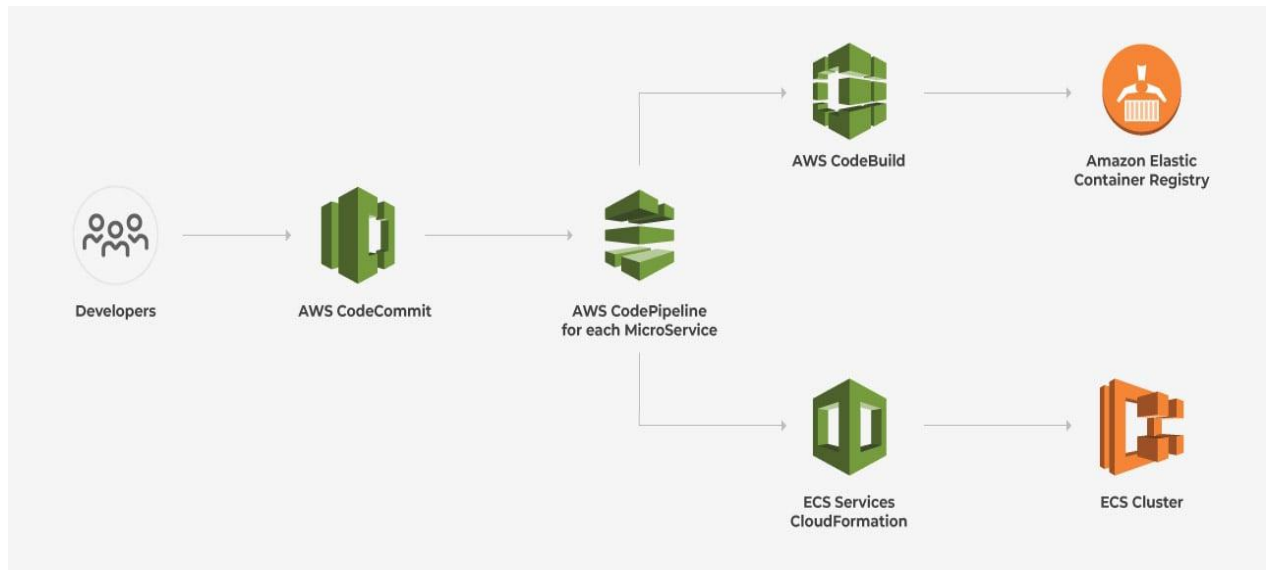 AWS CodeBuild
Amazon Elastic
Container Registry
Developers
AWS CodeCommit
AWS CodePipeline
for each MicroService
ECS Services
CloudFormation
ECS Cluster